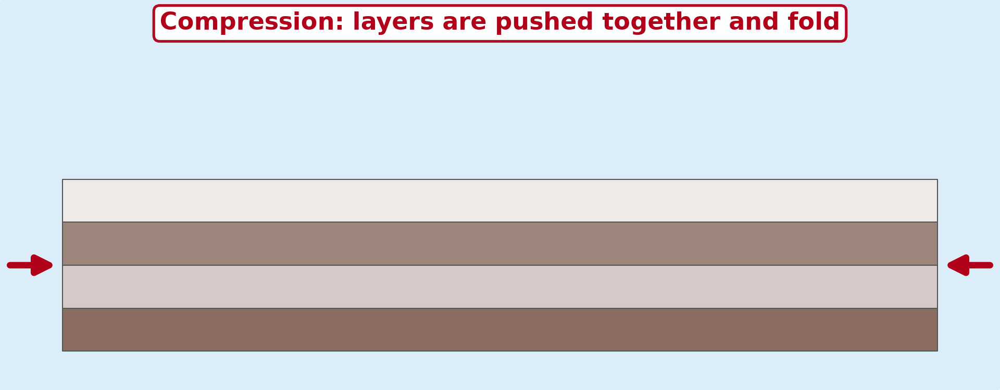 Compression: layers are pushed together and fold